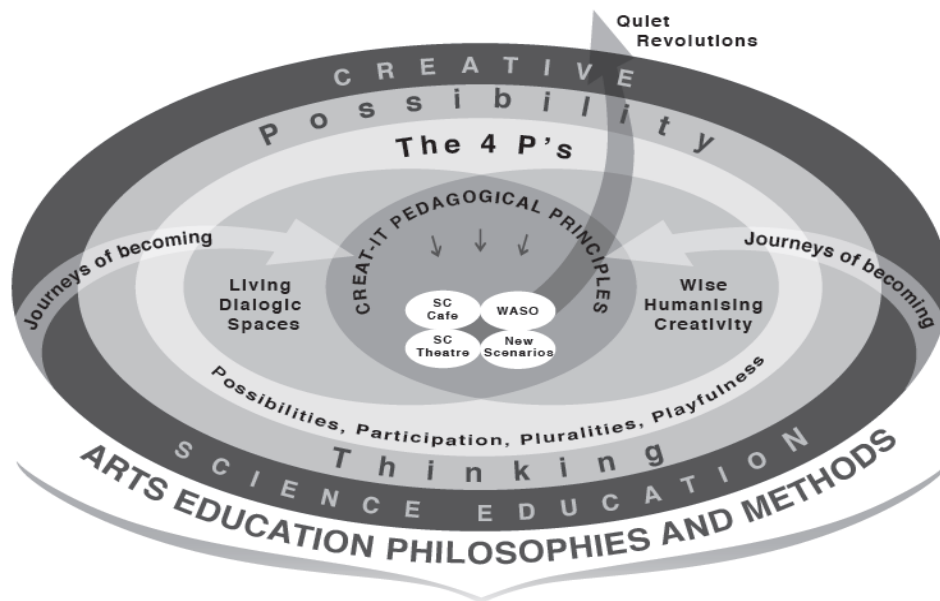 Quiet
Revolutions
CREATIVE
Possibility
The 4 P's
CREAT-IT PEDAGOGICAL PRINCIPLES
Journeys of becoming
Journeys of becoming
Living
Dialogic
Spaces
Wise
Humanising
Creativity
SC
Cafe
WASO
SC
Theatre
New
Scenarios
Possibilities, Participation, Pluralities, Playfulness
Thinking
SCIENCE EDUCATION
ARTS EDUCATION PHILOSOPHIES AND METHODS